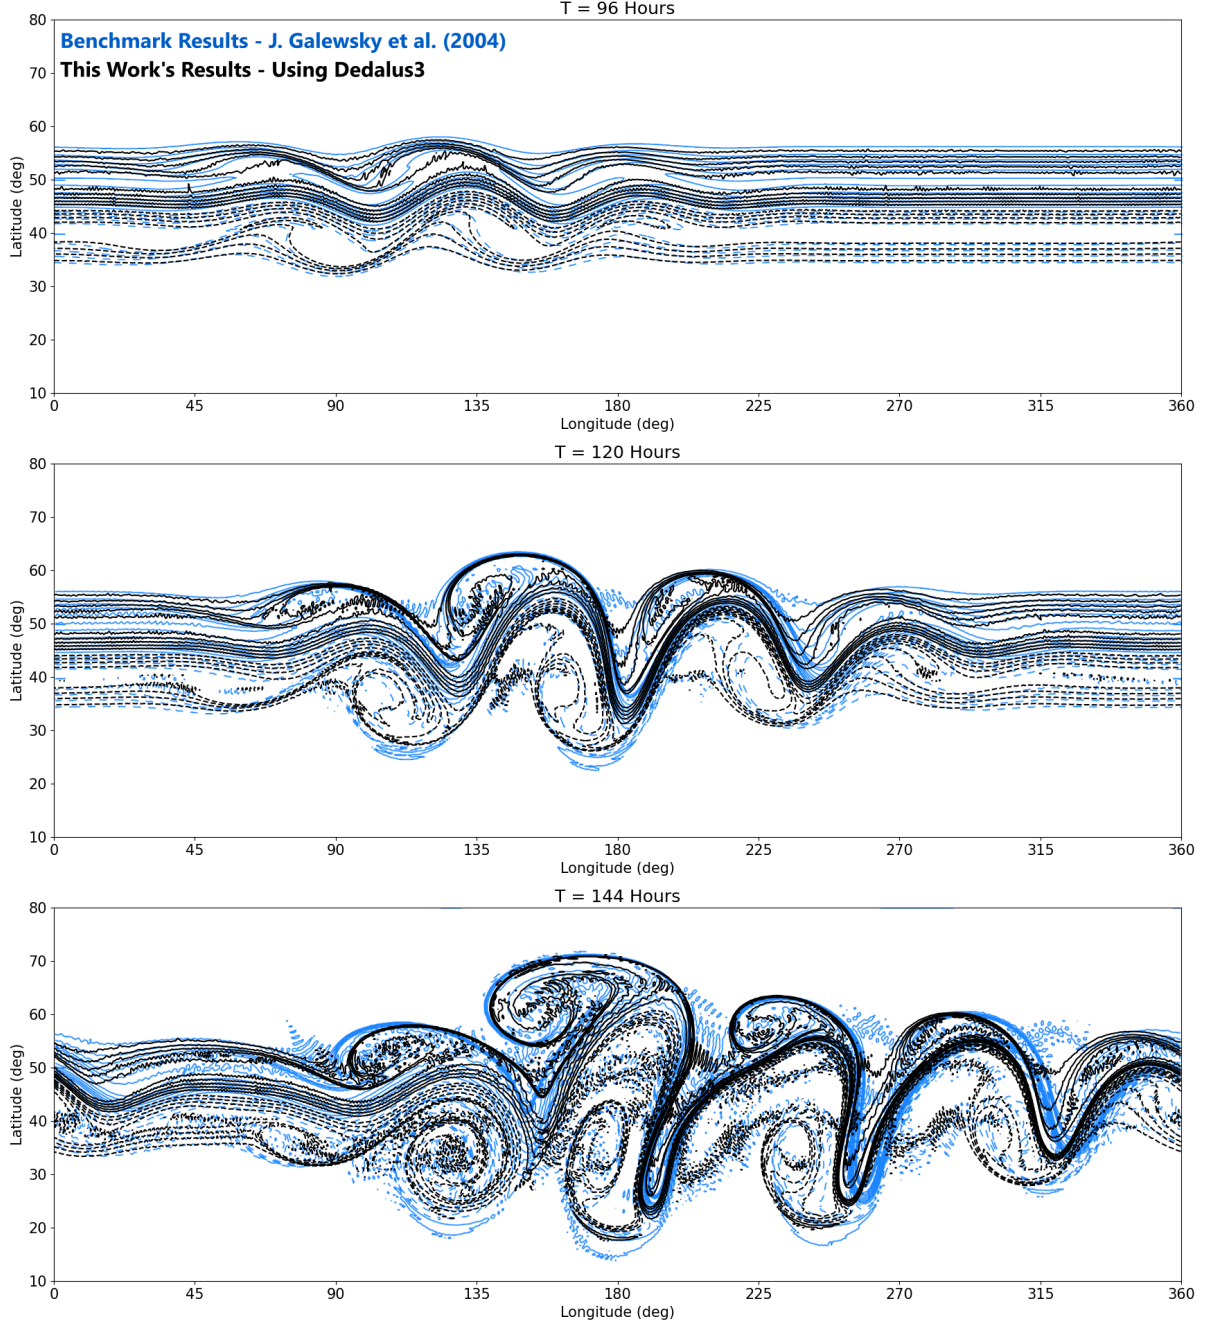 T = 96 Hours
Benchmark Results - J. Galewsky et al. (2004)
This Work's Results - Using Dedalus3
Latitude (deg)
80
70
60
50
40
30
20
10
0 45 90 135 180 225 270 315 360
Longitude (deg)
T = 120 Hours
Latitude (deg)
80
70
60
50
40
30
20
10
0 45 90 135 180 225 270 315 360
Longitude (deg)
T = 144 Hours
Latitude (deg)
80
70
60
50
40
30
20
10
0 45 90 135 180 225 270 315 360
Longitude (deg)